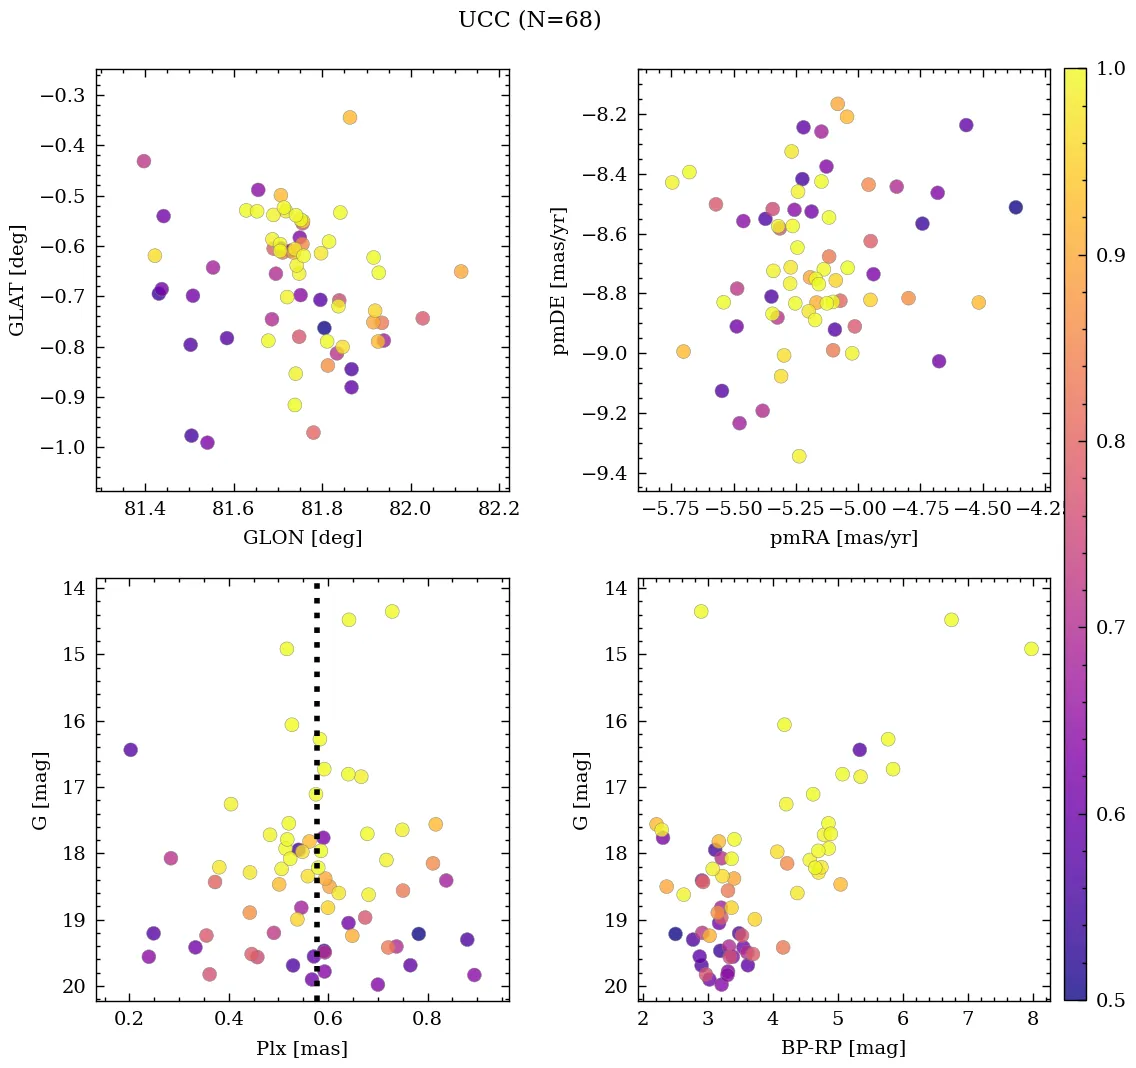 UCC (N=68)
−0.3
−0.4
−0.5
−0.6
−0.7
−0.8
−0.9
−1.0
GLAT [deg]
81.4 81.6 81.8 82.0 82.2
GLON [deg]
−8.2
−8.4
−8.6
−8.8
−9.0
−9.2
−9.4
pmDE [mas/yr]
−5.75 −5.50 −5.25 −5.00 −4.75 −4.50 −4.2
pmRA [mas/yr]
1.0
0.9
0.8
0.7
0.6
0.5
14
15
16
17
18
19
20
G [mag]
0.2 0.4 0.6 0.8
Plx [mas]
14
15
16
17
18
19
20
G [mag]
2 3 4 5 6 7 8
BP-RP [mag]